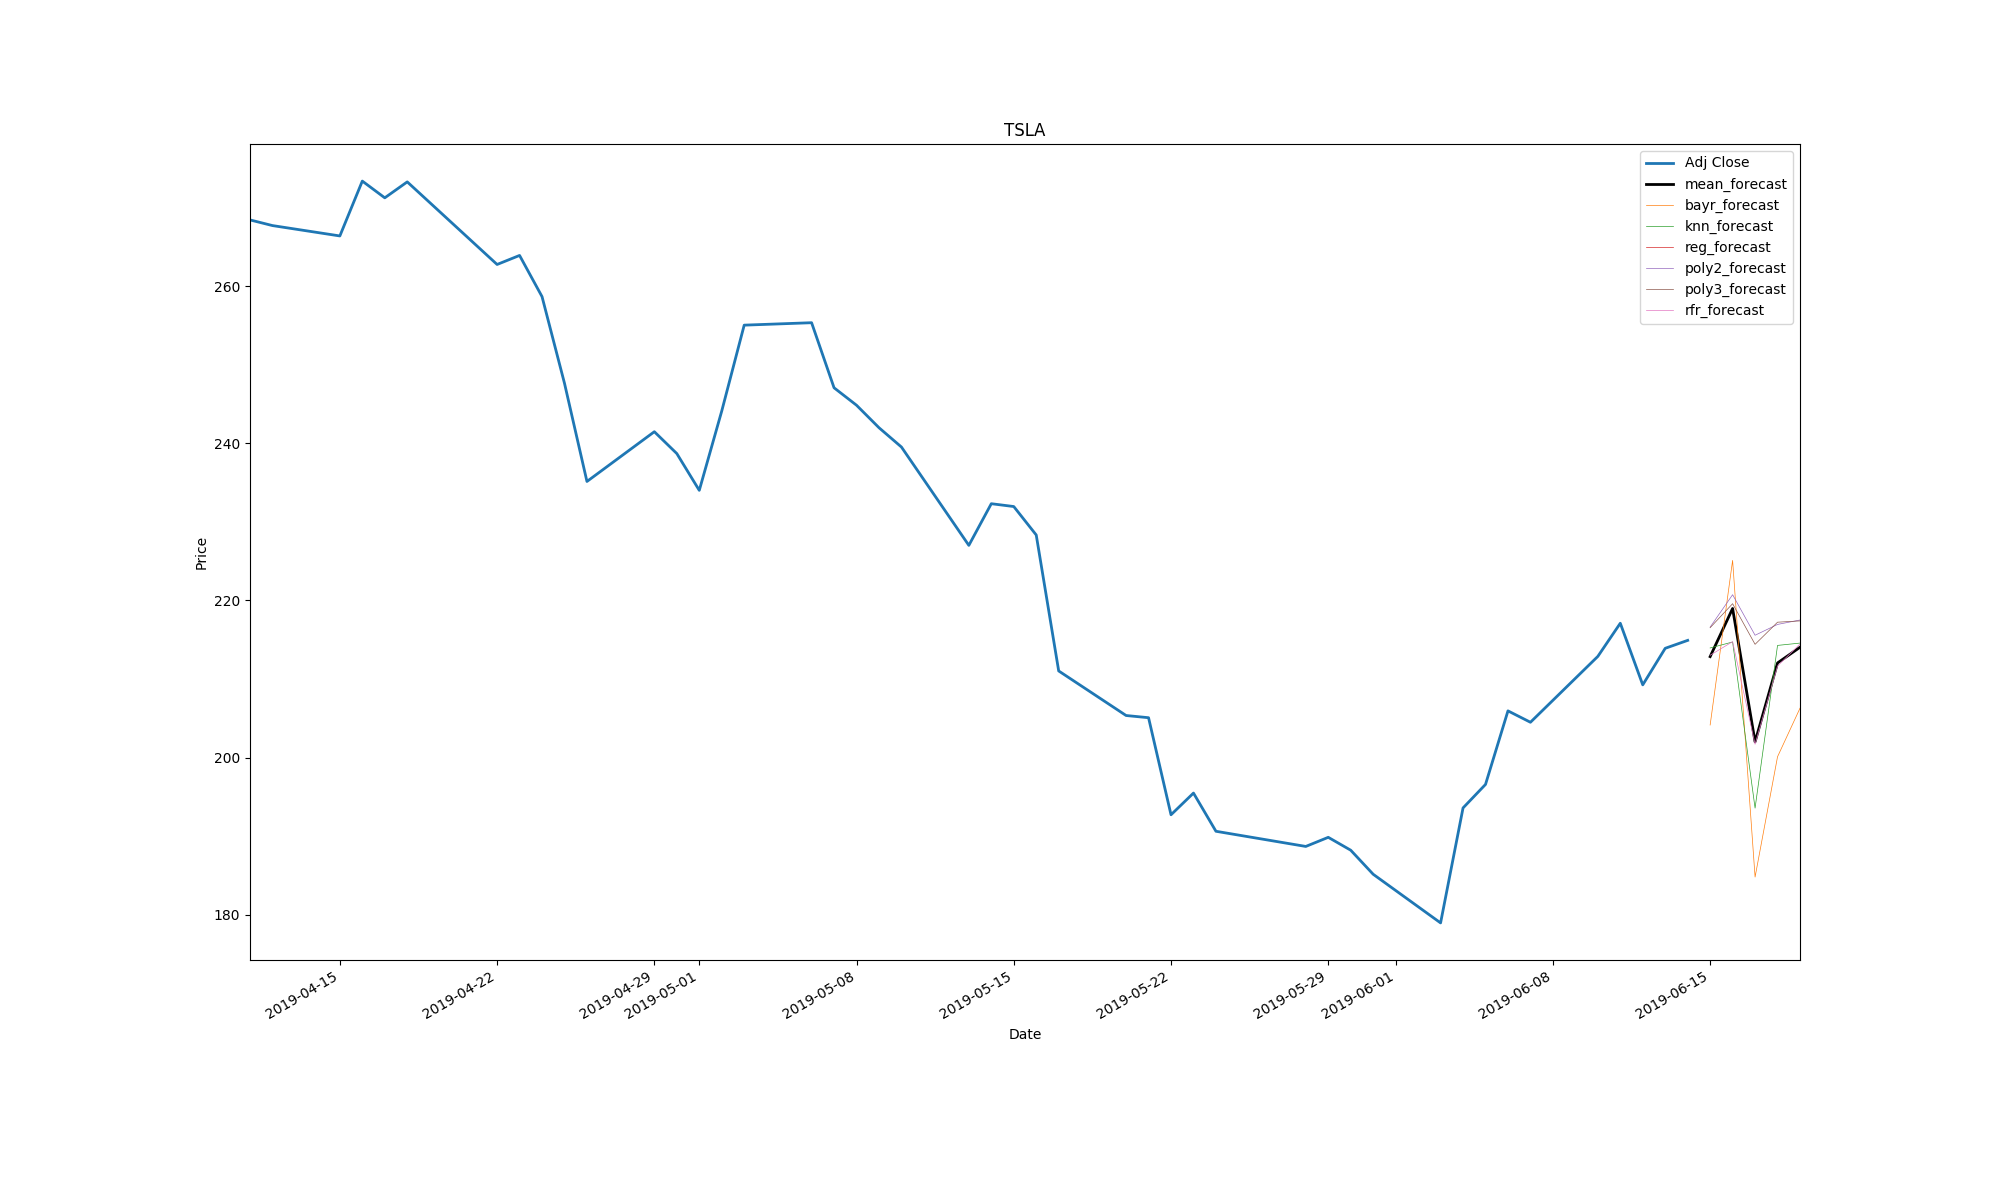 TSLA
Adj Close
mean_forecast
bayr_forecast
knn_forecast
reg_forecast
poly2_forecast
poly3_forecast
rfr_forecast
Price
260
240
220
200
180
2019-04-15
2019-04-22
2019-04-29
2019-05-01
2019-05-08
2019-05-15
2019-05-22
2019-05-29
2019-06-01
2019-06-08
2019-06-15
Date